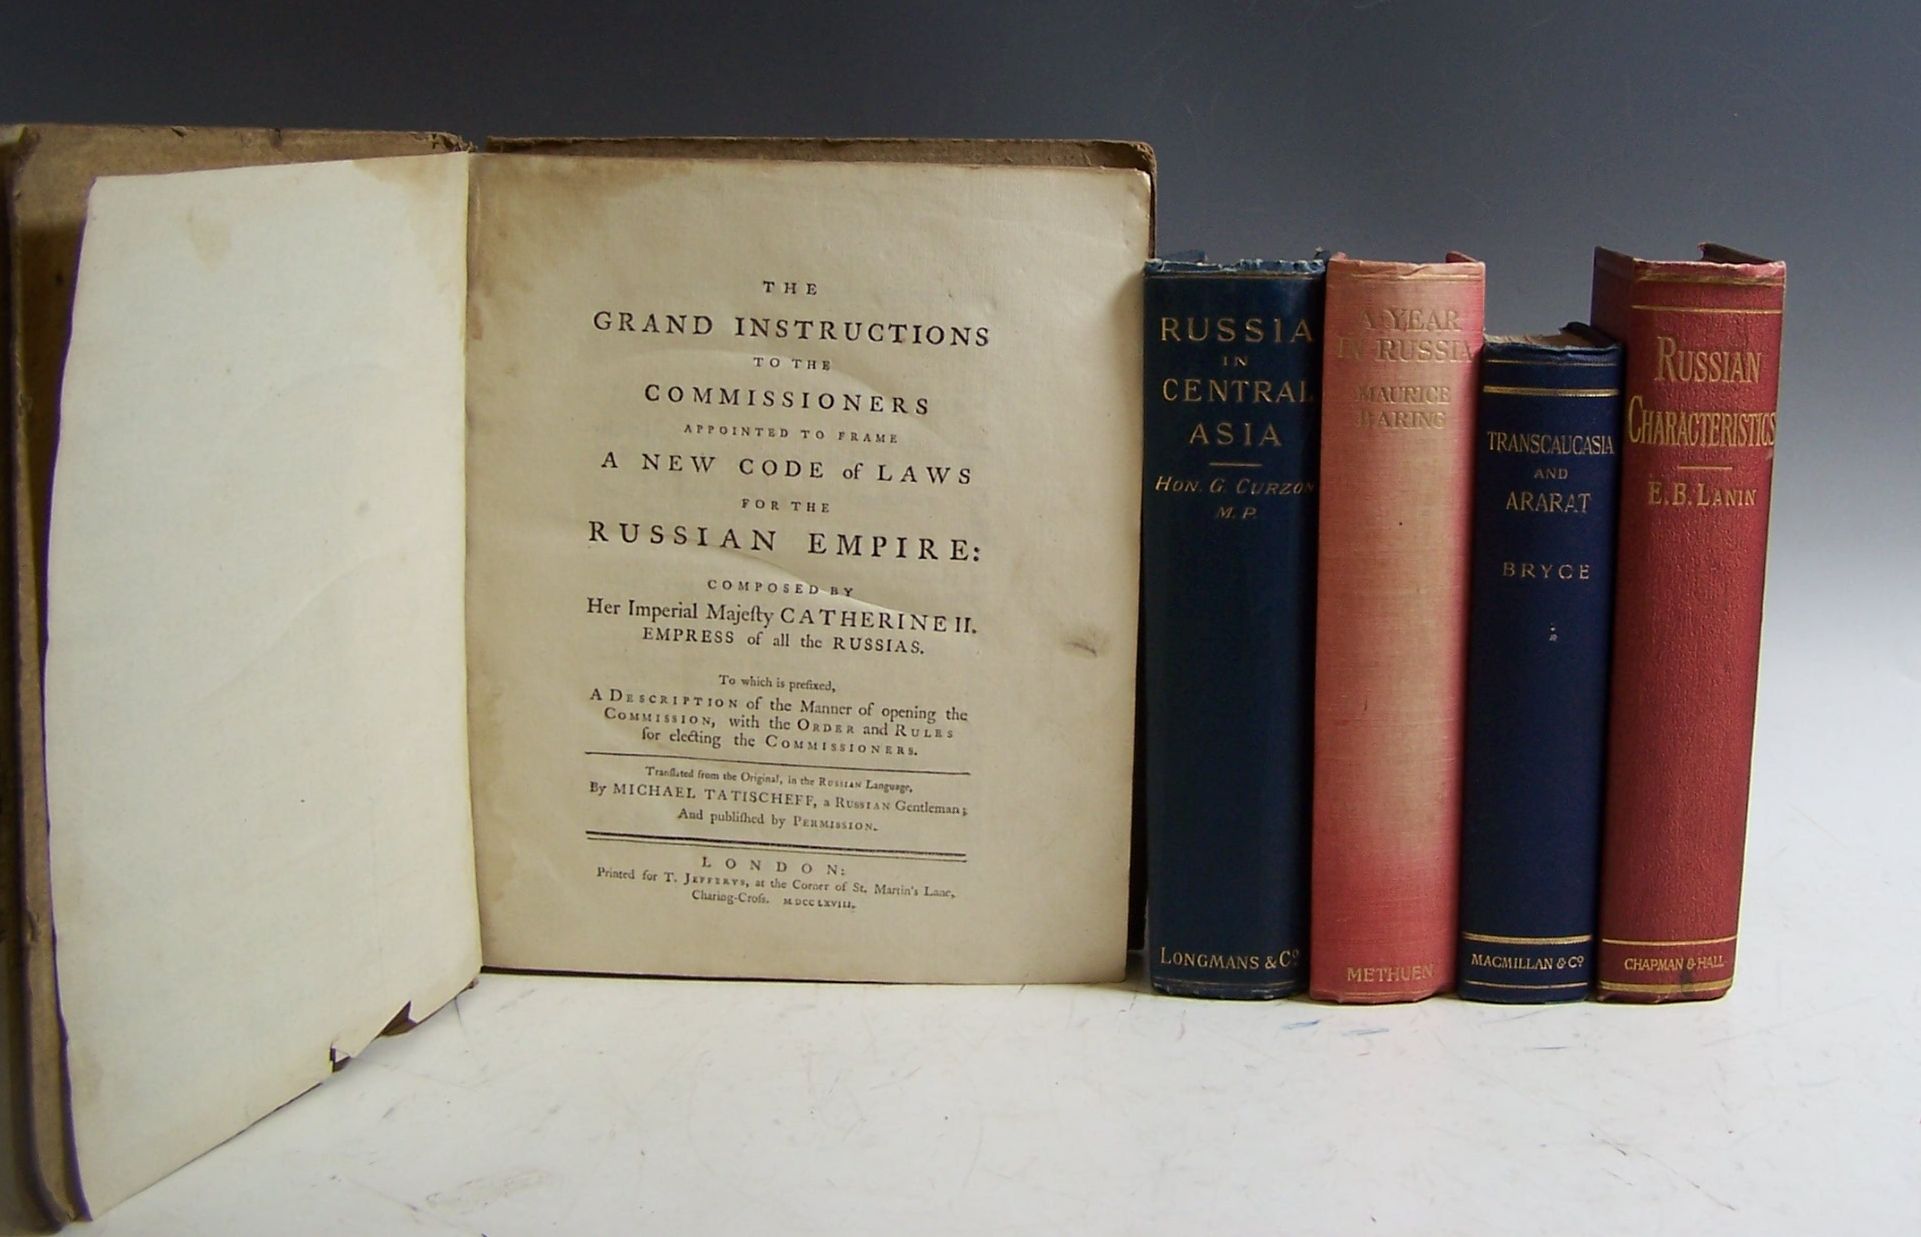 THE
GRAND INSTRUCTIONS
TO THE
COMMISSIONERS
APPOINTED TO FRAME
A NEW CODE of LAWS
FOR THE
RUSSIAN EMPIRE:
COMPOSED BY
Her Imperial Majeſty CATHERINE II.
EMPRESS of all the RUSSIAS.
To which is prefixed,
A DESCRIPTION of the Manner of opening the
COMMISSION, with the ORDER and RULES
for electing the COMMISSIONERS.
Tranſlated from the Original, in the RUSSIAN Language,
By MICHAEL TATISCHEFF, a RUSSIAN Gentleman;
And publiſhed by PERMISSION.
LONDON:
Printed for T. JEFFERYS, at the Corner of St. Martin's Lane,
Charing-Croſs. MDCCLXVIII.
RUSSIA
IN
CENTRAL
ASIA
HON. G. CURZON
M.P.
LONGMANS & Co
A YEAR
IN RUSSIA
MAURICE
BARING
METHUEN
TRANSCAUCASIA
AND
ARARAT
BRYCE
MACMILLAN & Co
RUSSIAN
CHARACTERISTICS
E.B. LANIN
CHAPMAN & HALL